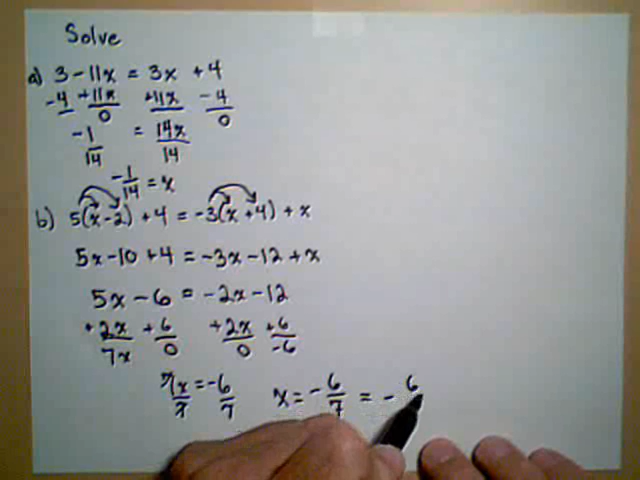 Solve
a) 3 - 11x = 3x + 4
-4 +11x +11x -4
0 0
-1/14 = 14x/14
-1/14 = x
b) 5(x-2) + 4 = -3(x+4) + x
5x - 10 + 4 = -3x - 12 + x
5x - 6 = -2x - 12
+2x +6 +2x +6
7x 0 0 -6
7x/7 = -6/7 x = -6/7 = - 6